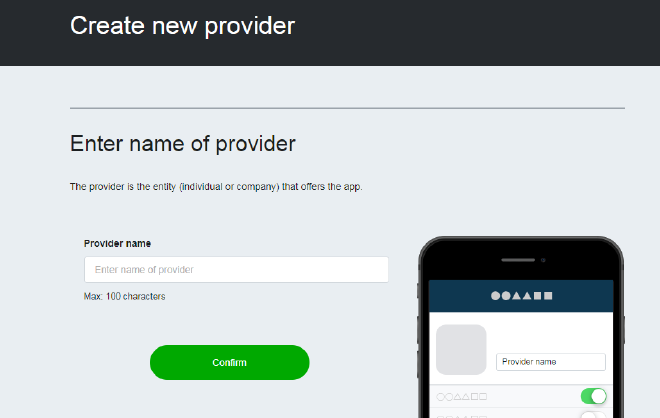 Create new provider
Enter name of provider
The provider is the entity (individual or company) that offers the app.
Provider name
Enter name of provider
Max: 100 characters
Confirm
Provider name